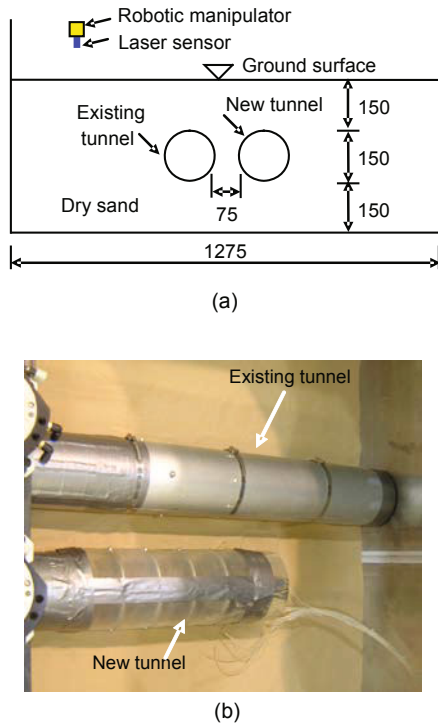 Robotic manipulator
Laser sensor
Ground surface
Existing tunnel
New tunnel
150
150
Dry sand
75
150
1275
(a)
Existing tunnel
New tunnel
(b)